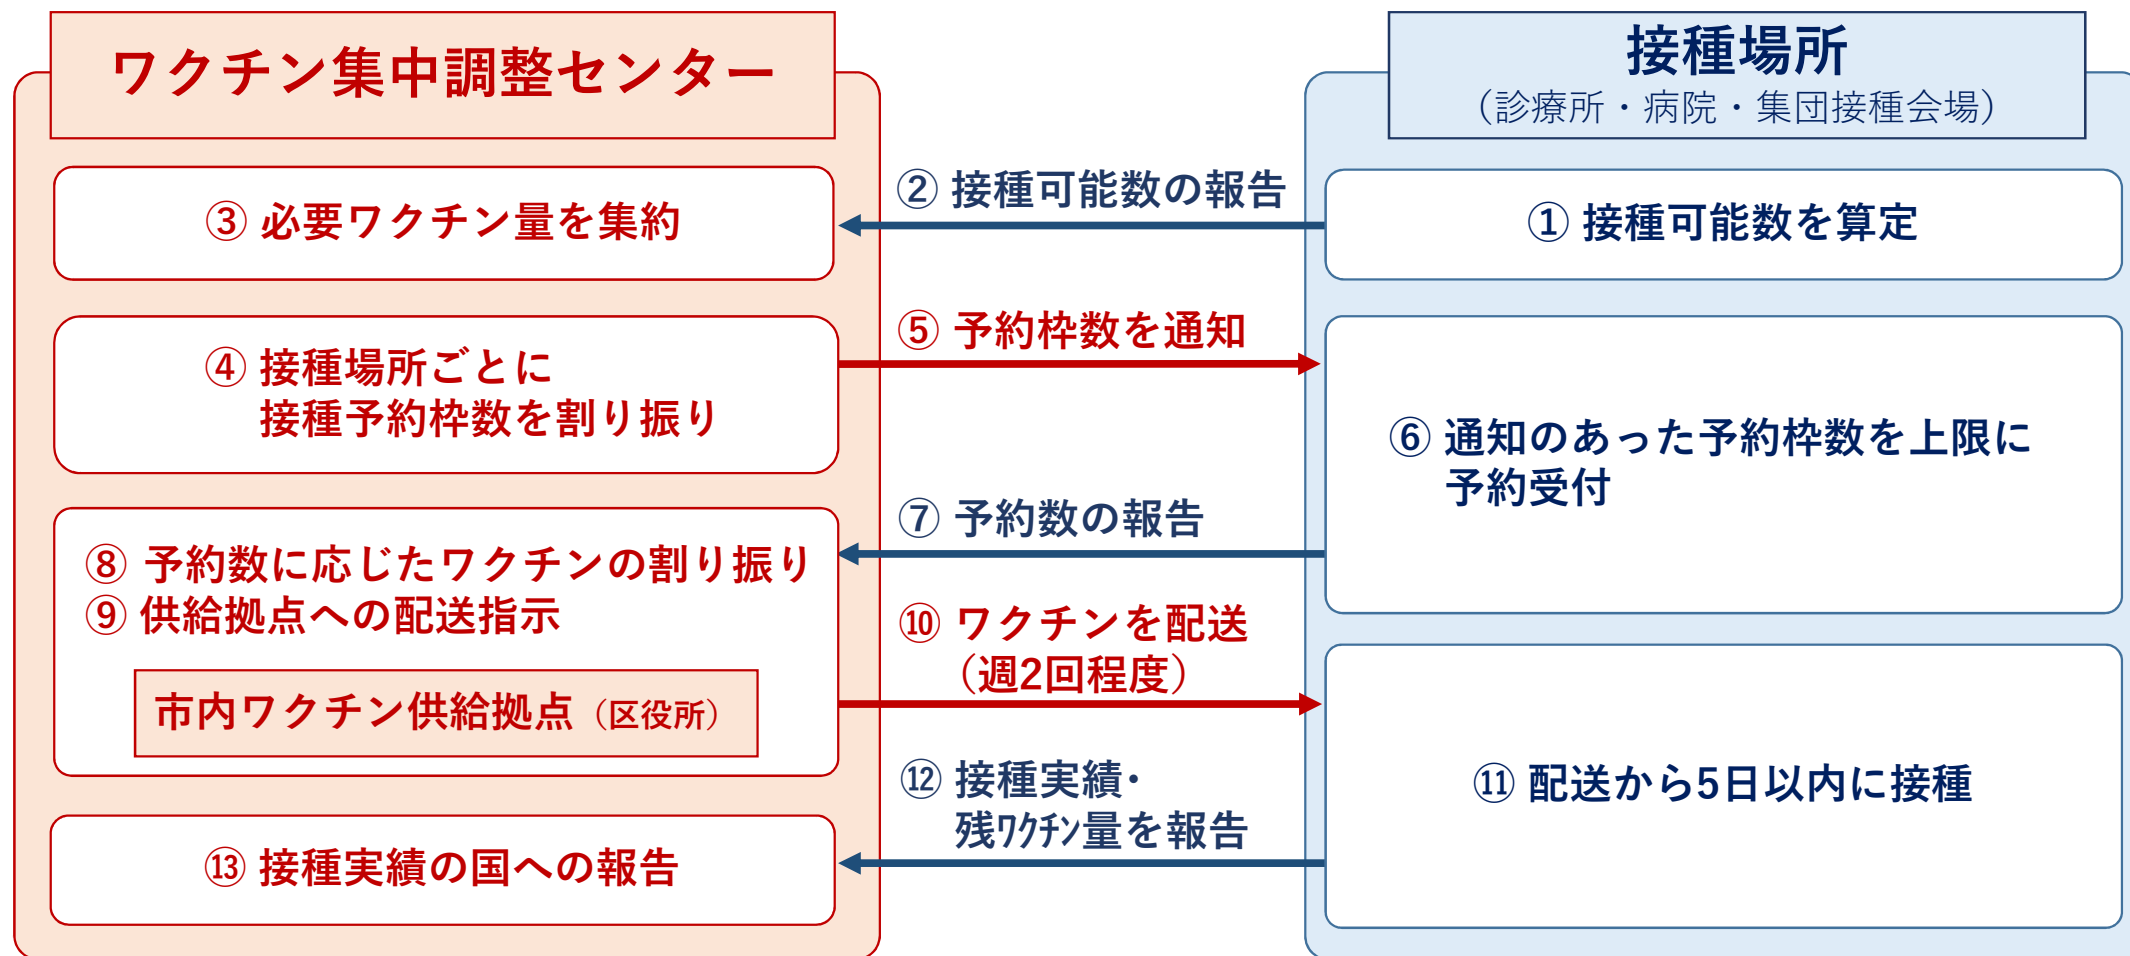 ワクチン集中調整センター
接種場所
（診療所・病院・集団接種会場）
① 接種可能数を算定
② 接種可能数の報告
③ 必要ワクチン量を集約
④ 接種場所ごとに
接種予約枠数を割り振り
⑤ 予約枠数を通知
⑥ 通知のあった予約枠数を上限に
予約受付
⑦ 予約数の報告
⑧ 予約数に応じたワクチンの割り振り
⑨ 供給拠点への配送指示
市内ワクチン供給拠点（区役所）
⑩ ワクチンを配送
（週2回程度）
⑪ 配送から5日以内に接種
⑫ 接種実績・
残ﾜｸﾁﾝ量を報告
⑬ 接種実績の国への報告